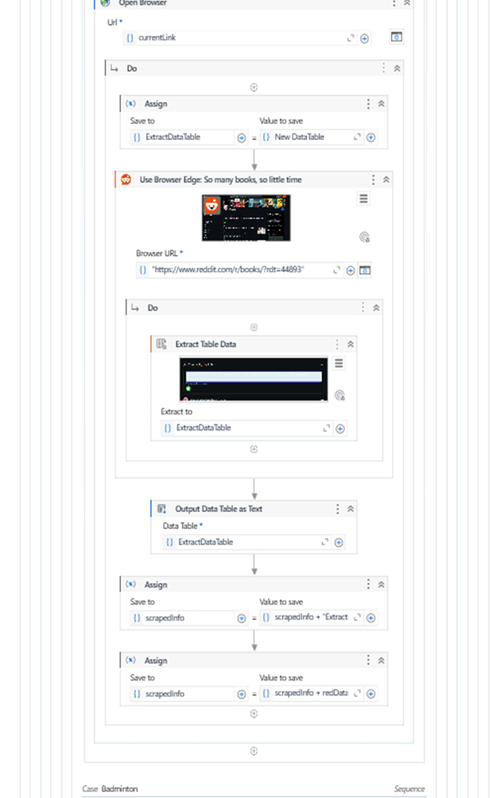 Open Browser
Url *
currentLink
Do
Assign
Save to
Value to save
ExtractDataTable
=
New DataTable
Use Browser Edge: So many books, so little time
Browser URL *
"https://www.reddit.com/r/books/?rdt=44893"
Do
Extract Table Data
Extract to
ExtractDataTable
Output Data Table as Text
Data Table *
ExtractDataTable
Assign
Save to
Value to save
scrapedInfo
=
scrapedInfo + "Extract
Assign
Save to
Value to save
scrapedInfo
=
scrapedInfo + redData
Case Badminton
Sequence